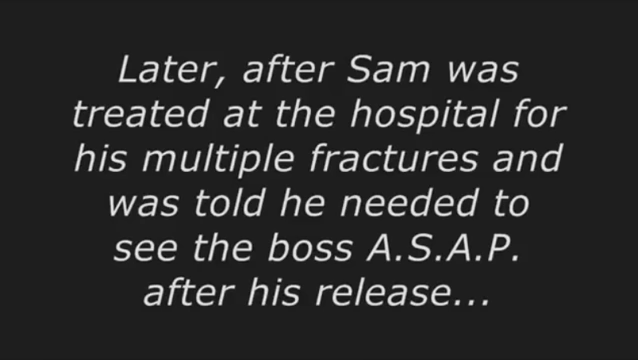 Later, after Sam was
treated at the hospital for
his multiple fractures and
was told he needed to
see the boss A.S.A.P.
after his release...